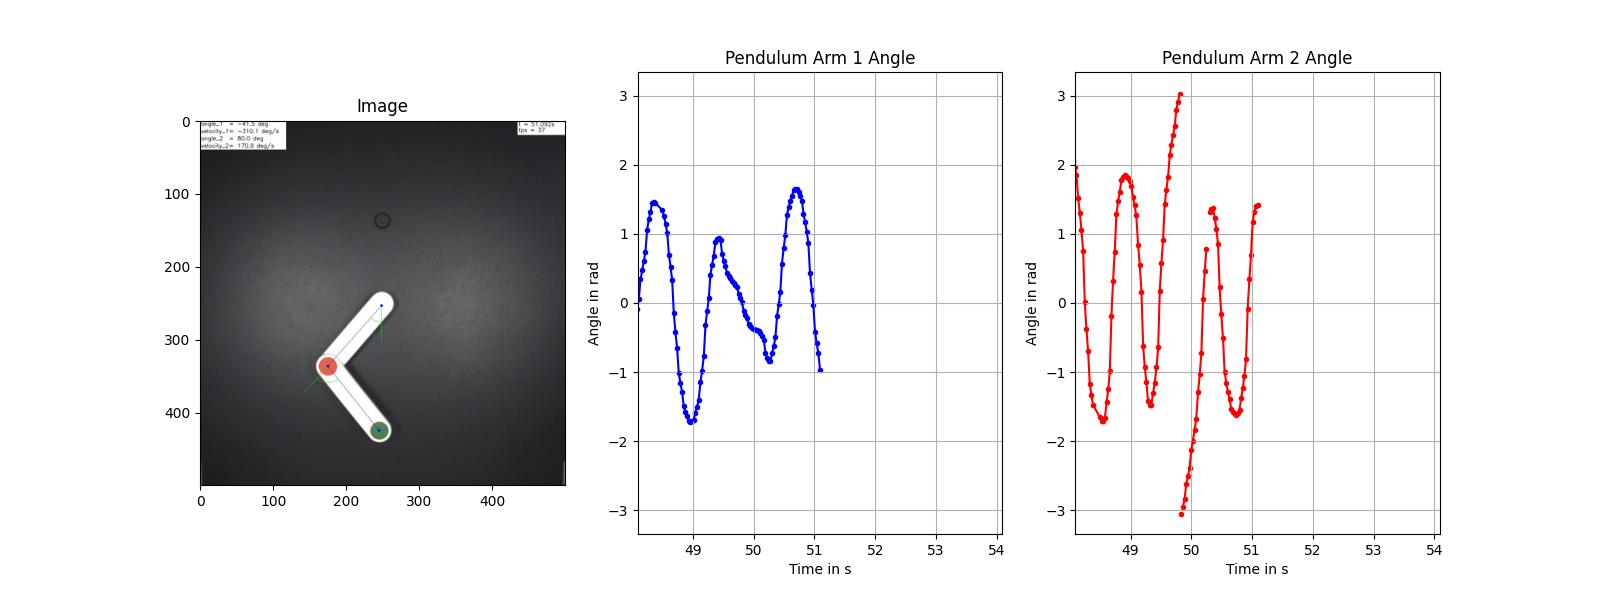 Pendulum Arm 1 Angle
Pendulum Arm 2 Angle
Image
angle_1 = -41.5 deg
velocity_1= -310.1 deg/s
angle_2 = 80.0 deg
velocity_2= 170.9 deg/s
t = 51.092s
fps = 37
0
100
200
300
400
0
100
200
300
400
3
2
1
0
−1
−2
−3
Angle in rad
49
50
51
52
53
54
Time in s
3
2
1
0
−1
−2
−3
Angle in rad
49
50
51
52
53
54
Time in s